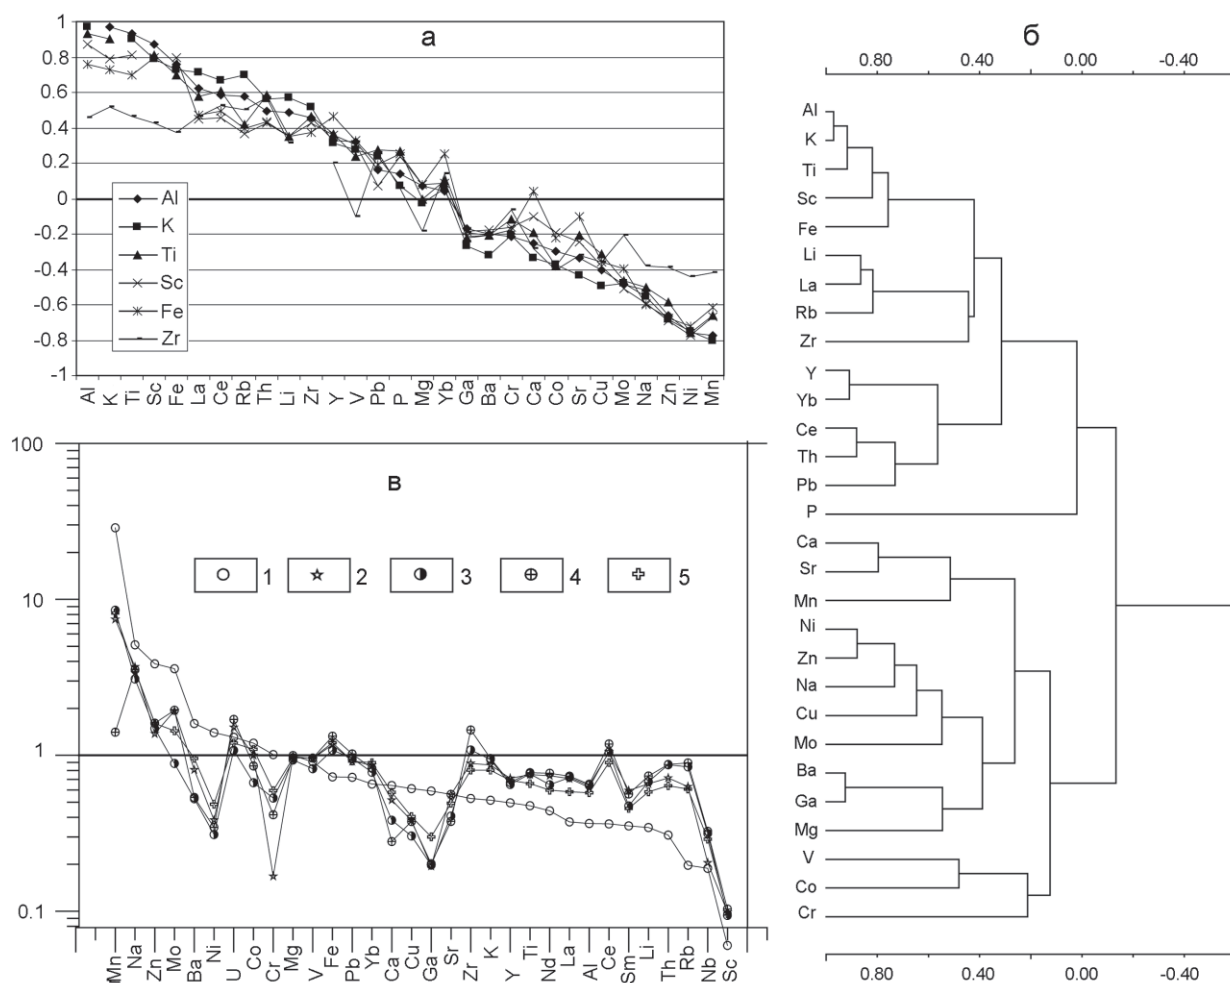 а
1
0.8
0.6
0.4
0.2
0
-0.2
-0.4
-0.6
-0.8
-1
Al
K
Ti
Sc
Fe
Zr
Al K Ti Sc Fe La Ce Rb Th Li Zr Y V Pb P Mg Yb Ga Ba Cr Ca Co Sr Cu Mo Na Zn Ni Mn
б
0.80 0.40 0.00 -0.40
Al
K
Ti
Sc
Fe
Li
La
Rb
Zr
Y
Yb
Ce
Th
Pb
P
Ca
Sr
Mn
Ni
Zn
Na
Cu
Mo
Ba
Ga
Mg
V
Co
Cr
0.80 0.40 0.00 -0.40
в
100
10
1
0.1
1 2 3 4 5
Mn Na Zn Mo Ba Ni U Co Cr Mg V Fe Pb Yb Ca Cu Ga Sr Zr K Y Ti Nd La Al Ce Sm Li Th Rb Nb Sc